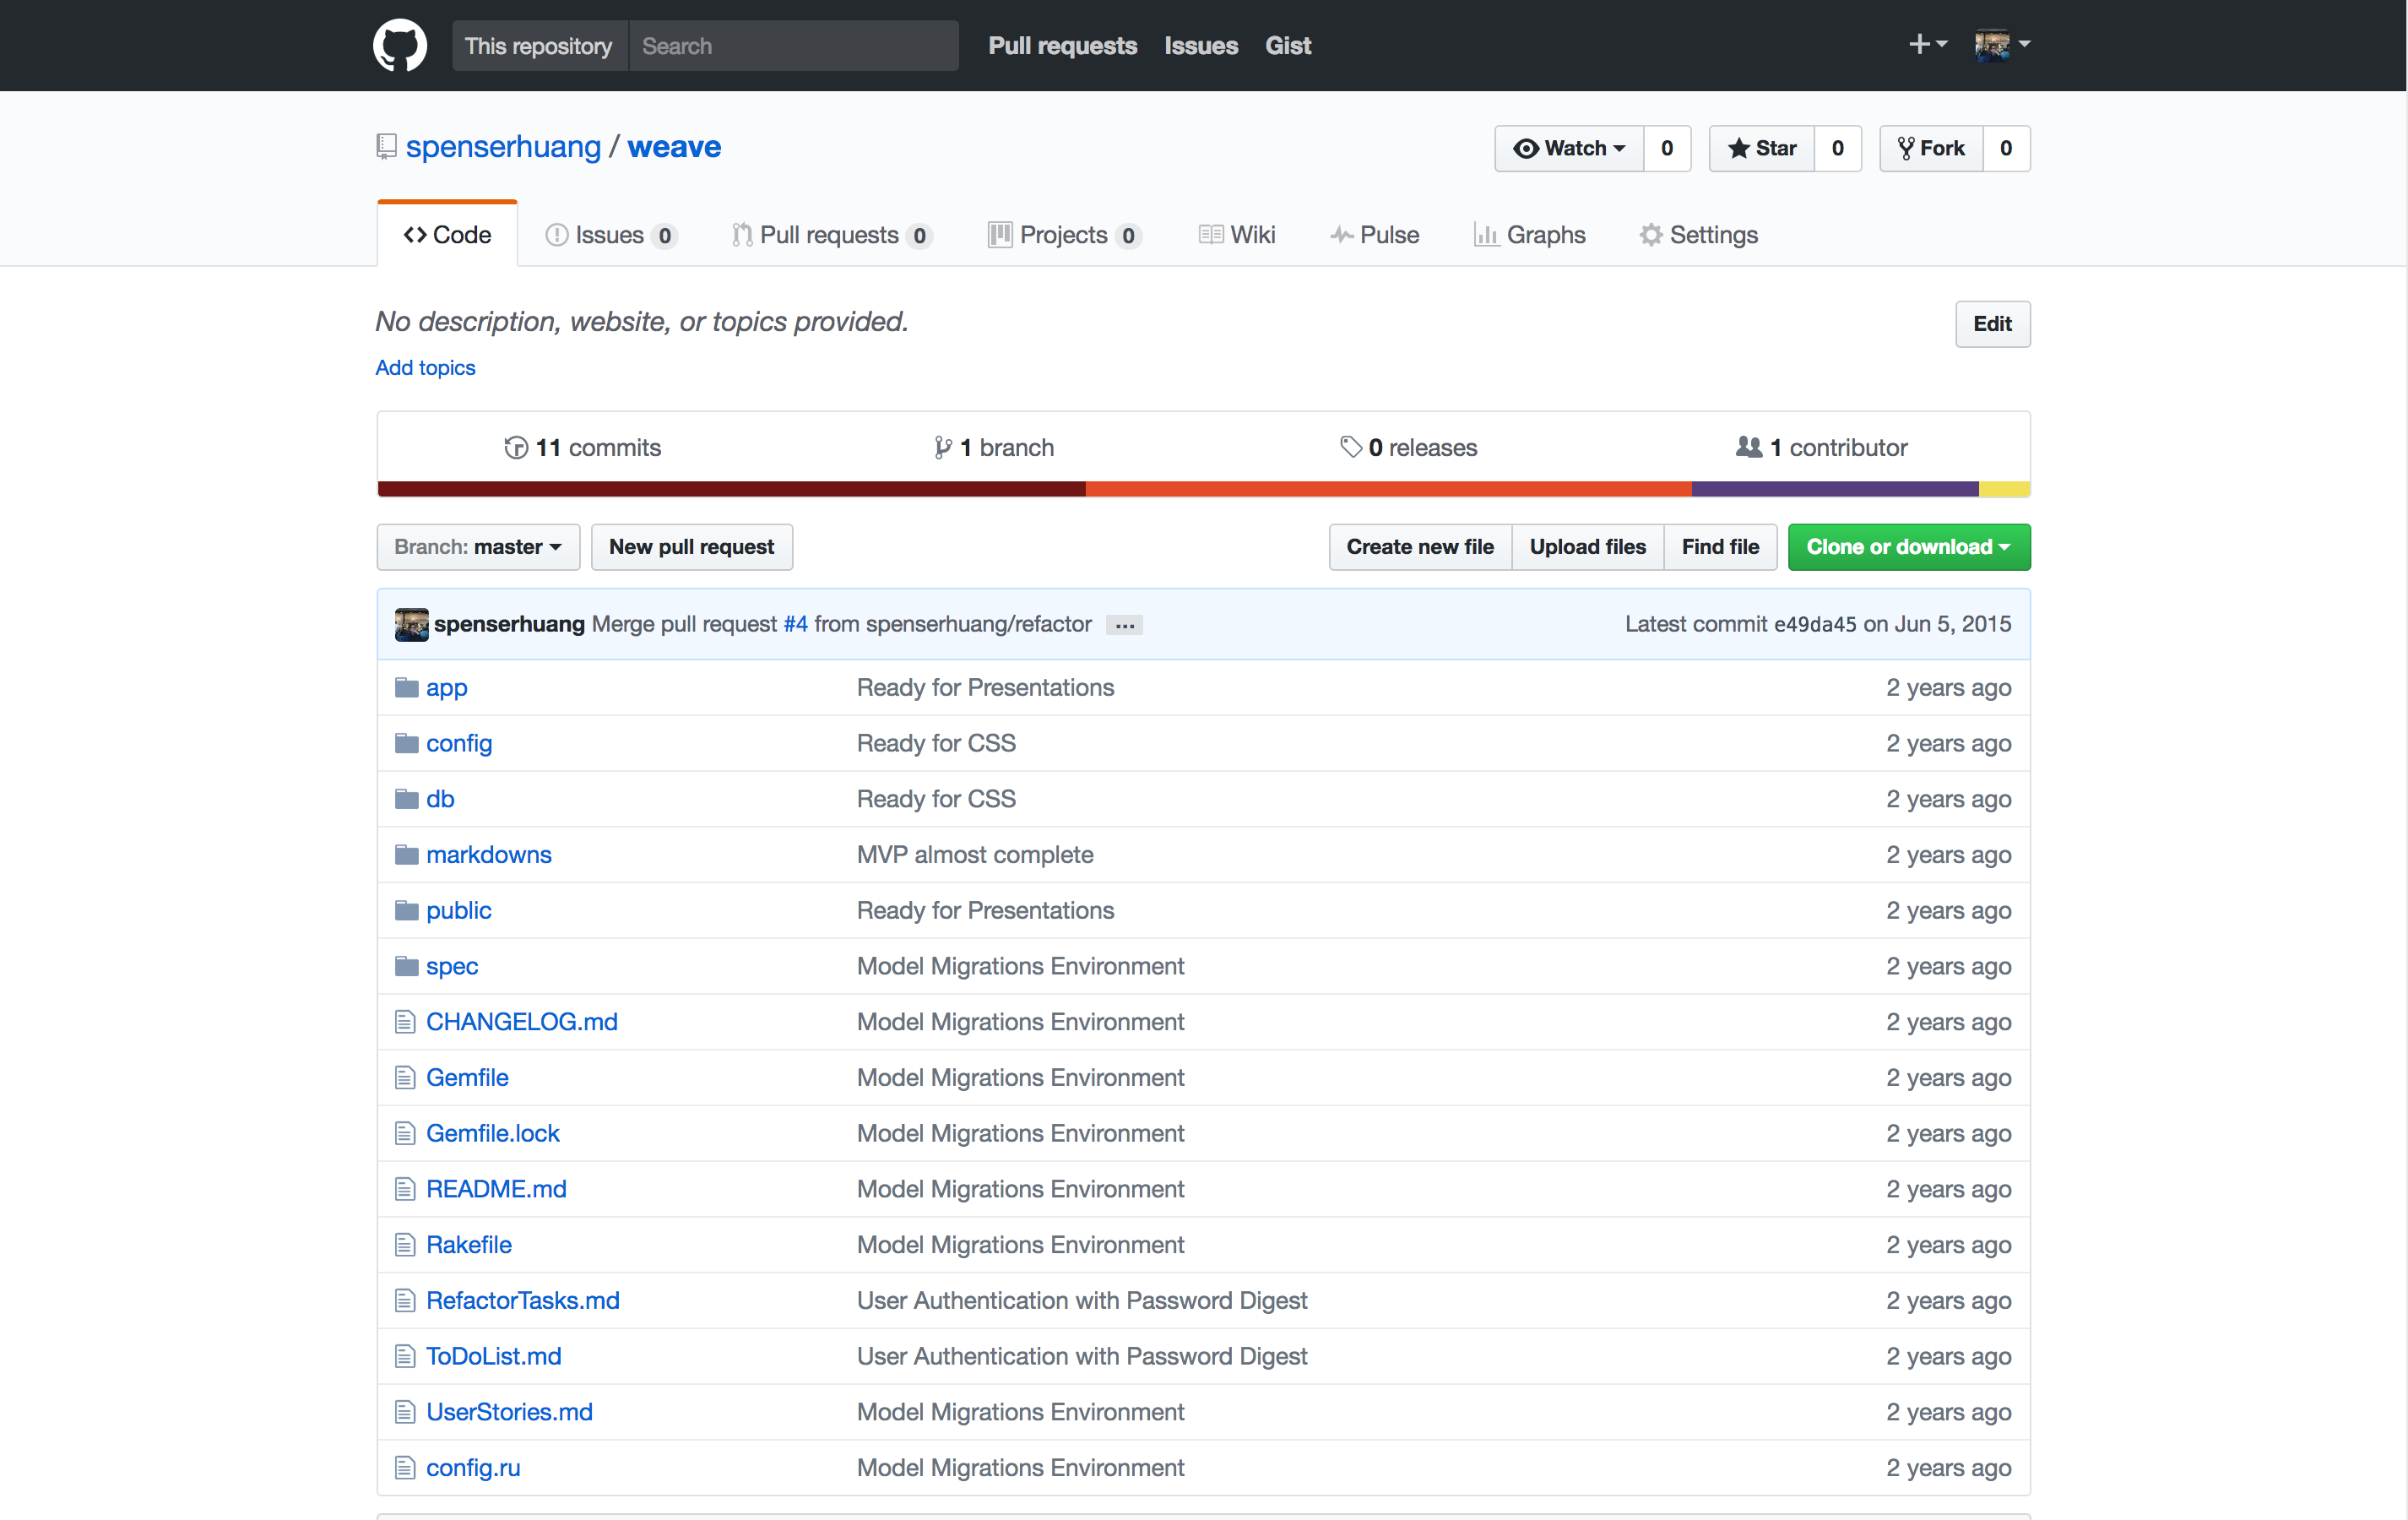 This repository Search Pull requests Issues Gist
spenserhuang / weave Watch 0 Star 0 Fork 0
Code Issues 0 Pull requests 0 Projects 0 Wiki Pulse Graphs Settings
No description, website, or topics provided. Edit
Add topics
11 commits 1 branch 0 releases 1 contributor
Branch: master New pull request Create new file Upload files Find file Clone or download
spenserhuang Merge pull request #4 from spenserhuang/refactor … Latest commit e49da45 on Jun 5, 2015
app Ready for Presentations 2 years ago
config Ready for CSS 2 years ago
db Ready for CSS 2 years ago
markdowns MVP almost complete 2 years ago
public Ready for Presentations 2 years ago
spec Model Migrations Environment 2 years ago
CHANGELOG.md Model Migrations Environment 2 years ago
Gemfile Model Migrations Environment 2 years ago
Gemfile.lock Model Migrations Environment 2 years ago
README.md Model Migrations Environment 2 years ago
Rakefile Model Migrations Environment 2 years ago
RefactorTasks.md User Authentication with Password Digest 2 years ago
ToDoList.md User Authentication with Password Digest 2 years ago
UserStories.md Model Migrations Environment 2 years ago
config.ru Model Migrations Environment 2 years ago